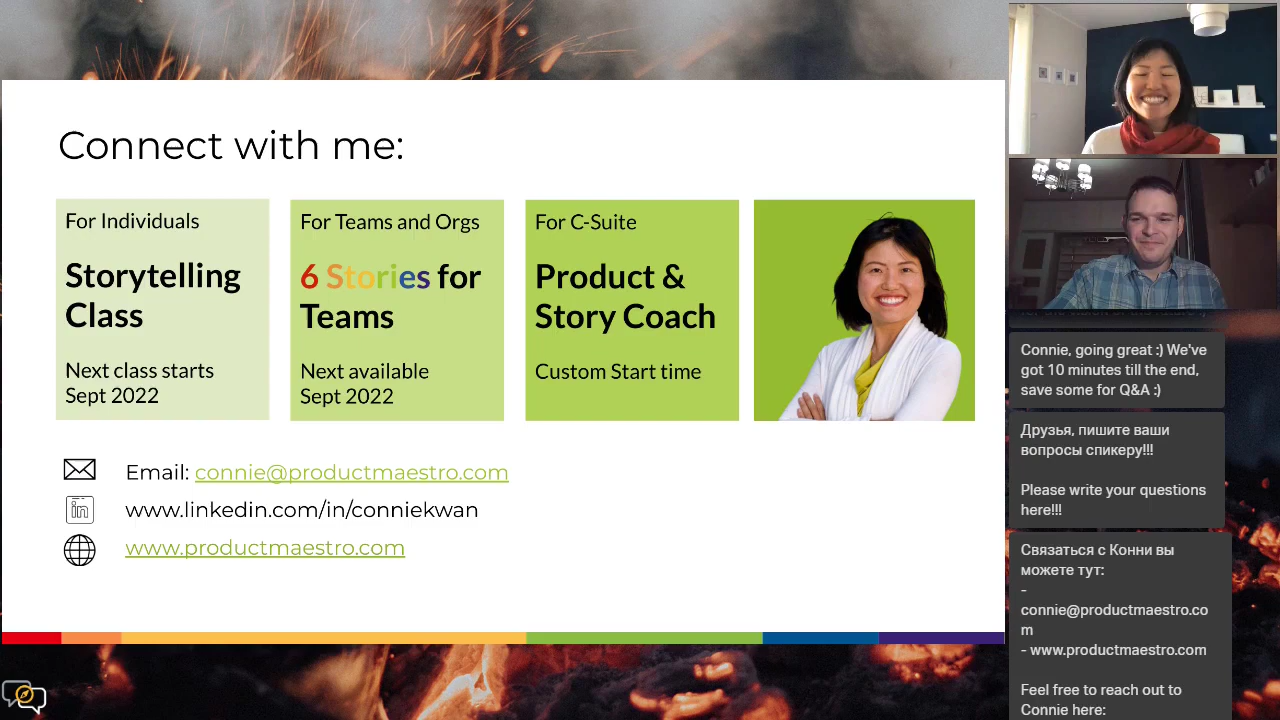 Connect with me:
For Individuals
Storytelling
Class
Next class starts
Sept 2022
For Teams and Orgs
6 Stories for
Teams
Next available
Sept 2022
For C-Suite
Product &
Story Coach
Custom Start time
Email: connie@productmaestro.com
in
www.linkedin.com/in/conniekwan
www.productmaestro.com
Connie, going great :) We've
got 10 minutes till the end,
save some for Q&A :)
Друзья, пишите ваши
вопросы спикеру!!!
Please write your questions
here!!!
Связаться с Конни вы
можете тут:
-
connie@productmaestro.co
m
- www.productmaestro.com
Feel free to reach out to
Connie here: